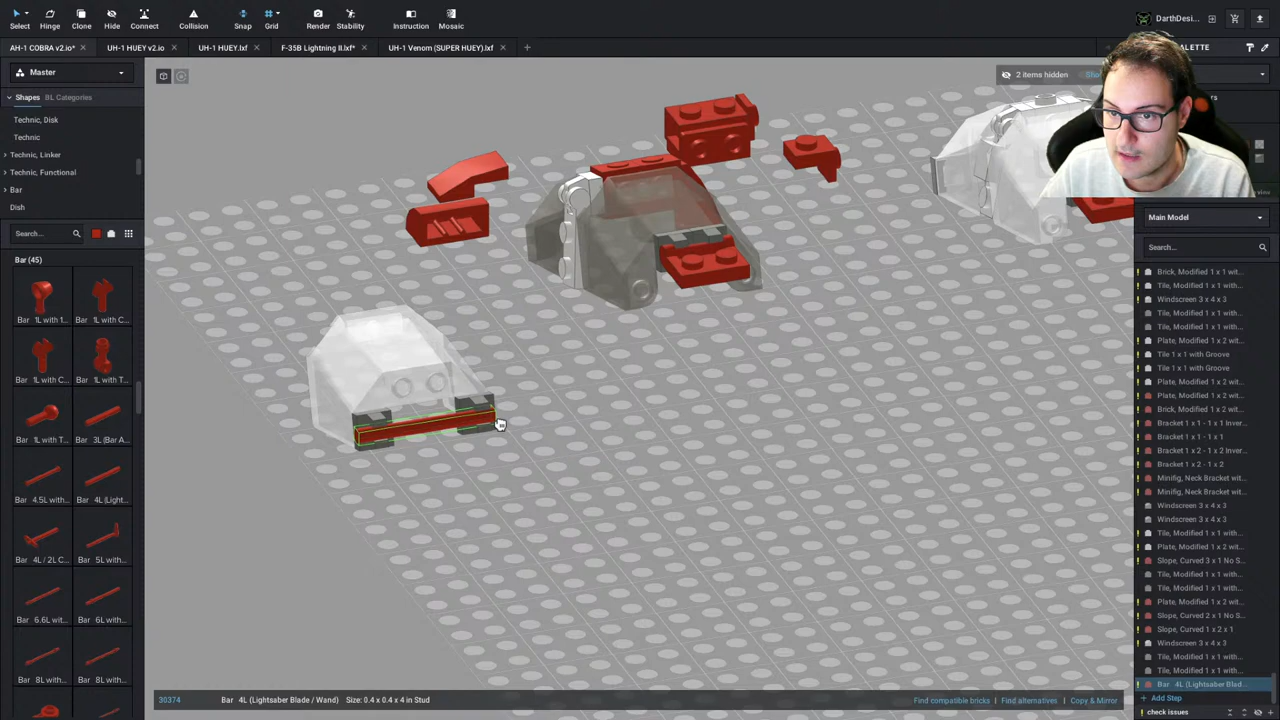 Select
Hinge
Clone
Hide
Connect
Collision
Snap
Grid
Render
Stability
Instruction
Mosaic
DarthDesi...
AH-1 COBRA v2.io*
UH-1 HUEY v2.io
UH-1 HUEY.lxf
F-35B Lightning II.lxf*
UH-1 Venom (SUPER HUEY).lxf
Master
2 items hidden
Shapes
BL Categories
Technic, Disk
Technic
Technic, Linker
Technic, Functional
Bar
Dish
Search...
Bar (45)
Bar 1L with 1...
Bar 1L with C...
Bar 1L with C...
Bar 1L with T...
Bar 1L with T...
Bar 3L (Bar A...
Bar 4.5L with...
Bar 4L (Light...
Bar 4L / 2L C...
Bar 5L with...
Bar 6.6L wit...
Bar 6L with...
Bar 8L with...
Bar 8L with...
Main Model
Search...
Brick, Modified 1 x 1 wit...
Tile, Modified 1 x 1 with...
Windscreen 3 x 4 x 3
Tile, Modified 1 x 1 with...
Tile, Modified 1 x 1 with...
Plate, Modified 1 x 2 wit...
Tile 1 x 1 with Groove
Tile 1 x 1 with Groove
Plate, Modified 1 x 2 wit...
Plate, Modified 1 x 2 wit...
Brick, Modified 1 x 2 wit...
Bracket 1 x 1 - 1 x 1 Inver...
Bracket 1 x 1 - 1 x 1
Bracket 1 x 2 - 1 x 2 Inver...
Bracket 1 x 2 - 1 x 2
Minifig, Neck Bracket wit...
Minifig, Neck Bracket wit...
Windscreen 3 x 4 x 3
Windscreen 3 x 4 x 3
Tile, Modified 1 x 1 with...
Plate, Modified 1 x 2 wit...
Slope, Curved 3 x 1 No S...
Tile, Modified 1 x 1 with...
Tile, Modified 1 x 1 with...
Plate, Modified 1 x 2 wit...
Slope, Curved 2 x 1 No S...
Slope, Curved 1 x 2 x 1
Windscreen 3 x 4 x 3
Tile, Modified 1 x 1 with...
Tile, Modified 1 x 1 with...
Bar 4L (Lightsaber Blad...
Add Step
check issues
30374
Bar 4L (Lightsaber Blade / Wand)
Size: 0.4 x 0.4 x 4 in Stud
Find compatible bricks
Find alternatives
Copy & Mirror